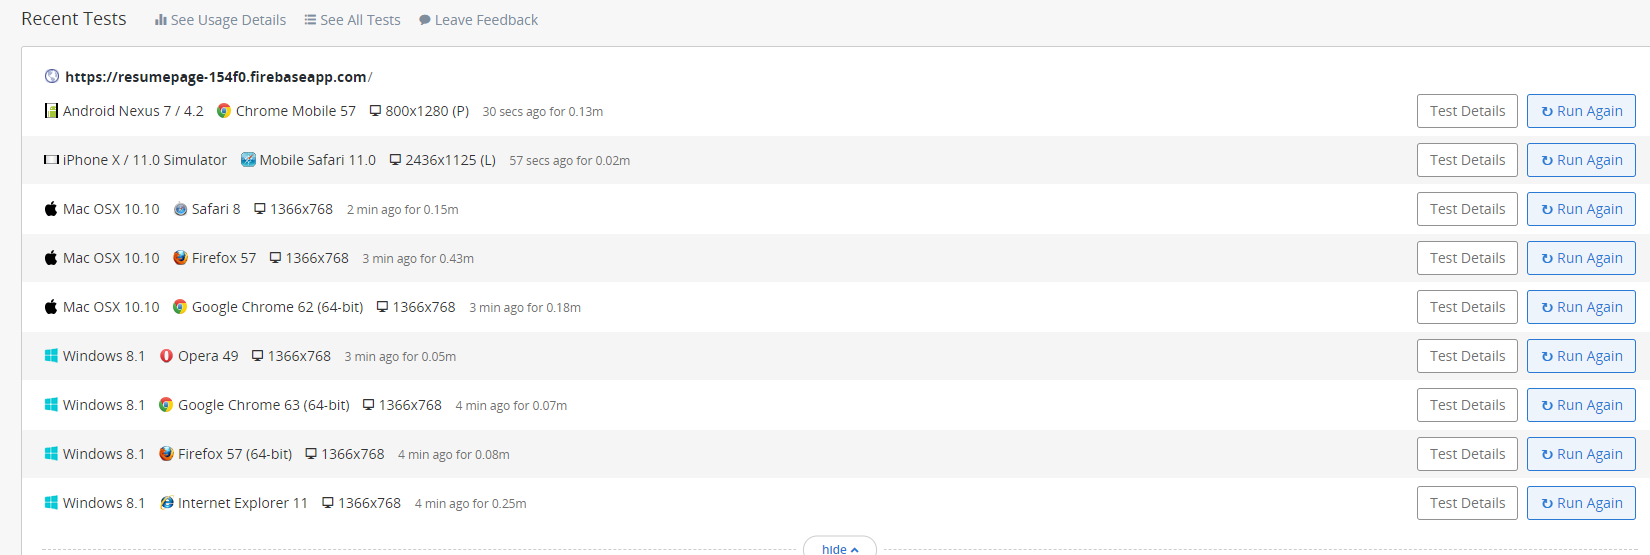 Recent Tests See Usage Details See All Tests Leave Feedback
https://resumepage-154f0.firebaseapp.com/
Android Nexus 7 / 4.2 Chrome Mobile 57 800x1280 (P) 30 secs ago for 0.13m Test Details ↻ Run Again
iPhone X / 11.0 Simulator Mobile Safari 11.0 2436x1125 (L) 57 secs ago for 0.02m Test Details ↻ Run Again
Mac OSX 10.10 Safari 8 1366x768 2 min ago for 0.15m Test Details ↻ Run Again
Mac OSX 10.10 Firefox 57 1366x768 3 min ago for 0.43m Test Details ↻ Run Again
Mac OSX 10.10 Google Chrome 62 (64-bit) 1366x768 3 min ago for 0.18m Test Details ↻ Run Again
Windows 8.1 Opera 49 1366x768 3 min ago for 0.05m Test Details ↻ Run Again
Windows 8.1 Google Chrome 63 (64-bit) 1366x768 4 min ago for 0.07m Test Details ↻ Run Again
Windows 8.1 Firefox 57 (64-bit) 1366x768 4 min ago for 0.08m Test Details ↻ Run Again
Windows 8.1 Internet Explorer 11 1366x768 4 min ago for 0.25m Test Details ↻ Run Again
hide